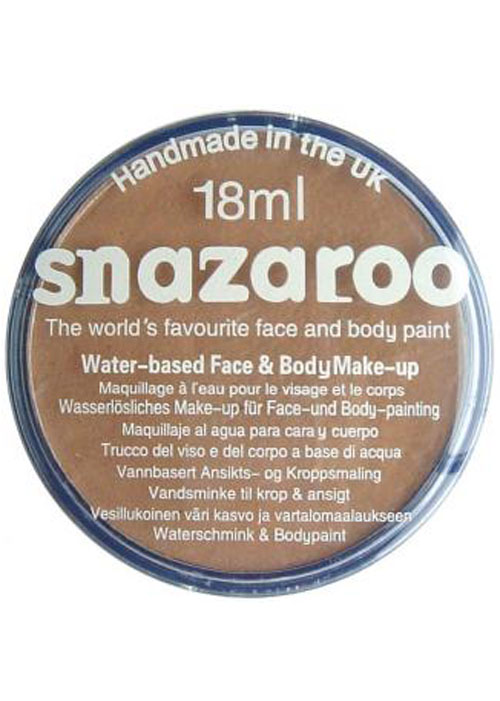 Handmade in the UK
18ml
snazaroo
The world's favourite face and body paint
Water-based Face & Body Make-up
Maquillage à l'eau pour le visage et le corps
Wasserlösliches Make-up für Face-und Body-painting
Maquillaje al agua para cara y cuerpo
Trucco del viso e del corpo a base di acqua
Vannbasert Ansikts- og Kroppsmaling
Vandsminke til krop & ansigt
Vesillukoinen väri kasvo ja vartalomaalaukseen
Waterschmink & Bodypaint